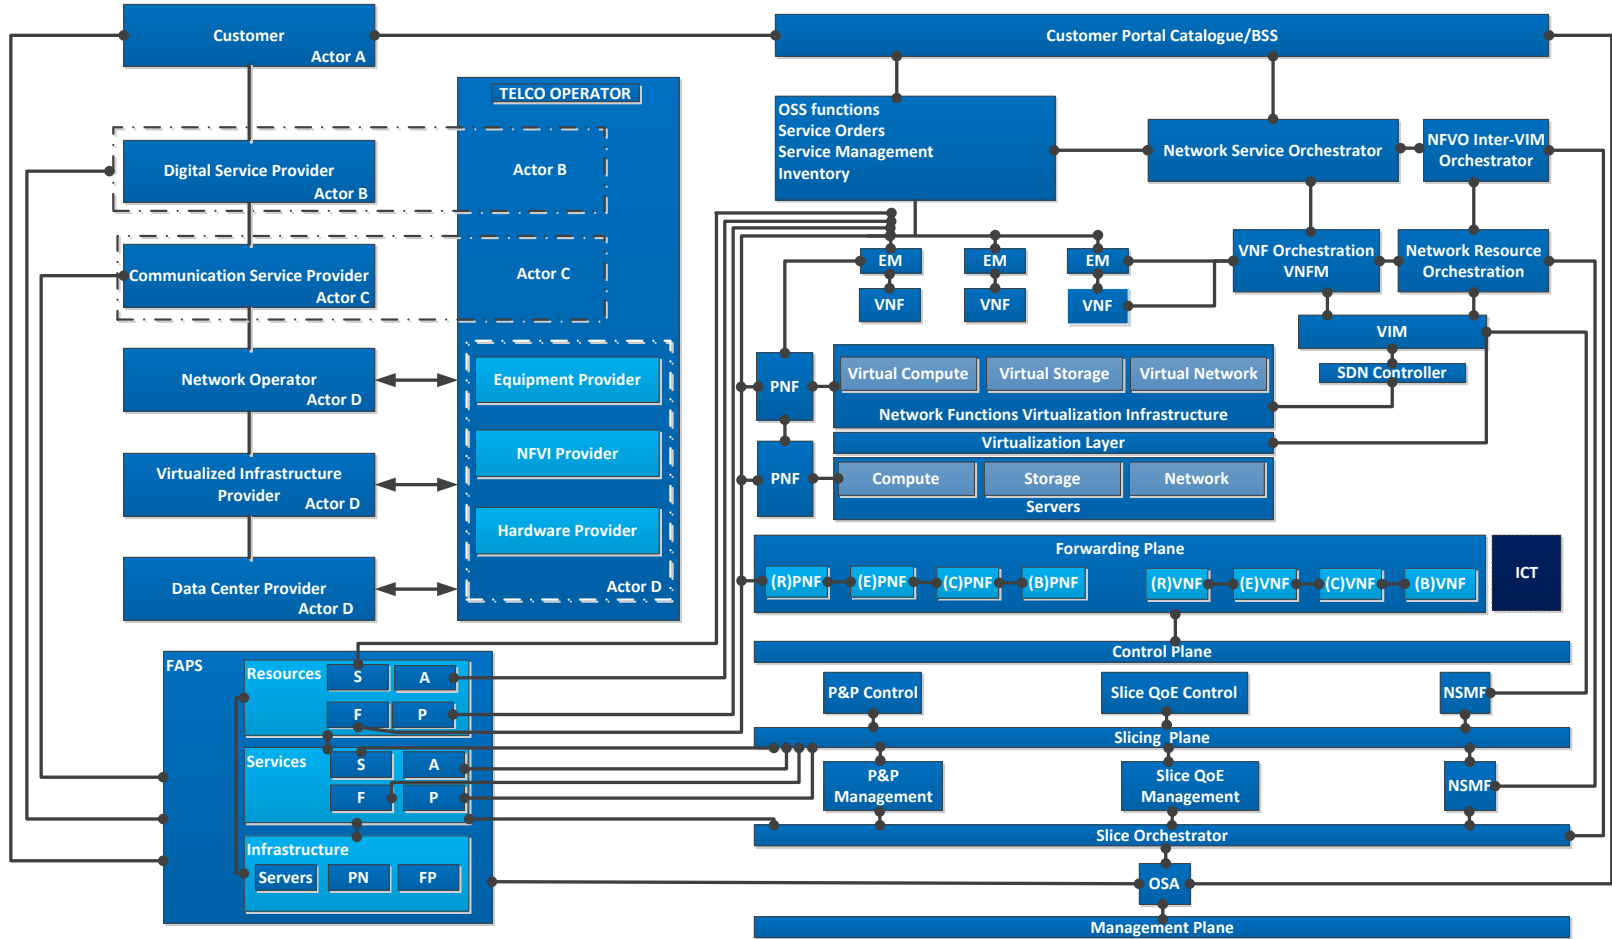 Customer
Actor A
Customer Portal Catalogue/BSS
TELCO OPERATOR
Digital Service Provider
Actor B
Actor B
Communication Service Provider
Actor C
Actor C
Network Operator
Actor D
Virtualized Infrastructure
Provider
Actor D
Data Center Provider
Actor D
Equipment Provider
NFVI Provider
Hardware Provider
Actor D
OSS functions
Service Orders
Service Management
Inventory
Network Service Orchestrator
NFVO Inter-VIM
Orchestrator
EM
EM
EM
VNF
VNF
VNF
VNF Orchestration
VNFM
Network Resource
Orchestration
VIM
SDN Controller
PNF
Virtual Compute
Virtual Storage
Virtual Network
Network Functions Virtualization Infrastructure
Virtualization Layer
PNF
Compute
Storage
Network
Servers
Forwarding Plane
(R)PNF
(E)PNF
(C)PNF
(B)PNF
(R)VNF
(E)VNF
(C)VNF
(B)VNF
ICT
Control Plane
P&P Control
Slice QoE Control
NSMF
Slicing Plane
P&P
Management
Slice QoE
Management
NSMF
Slice Orchestrator
OSA
Management Plane
FAPS
Resources
S
A
F
P
Services
S
A
F
P
Infrastructure
Servers
PN
FP